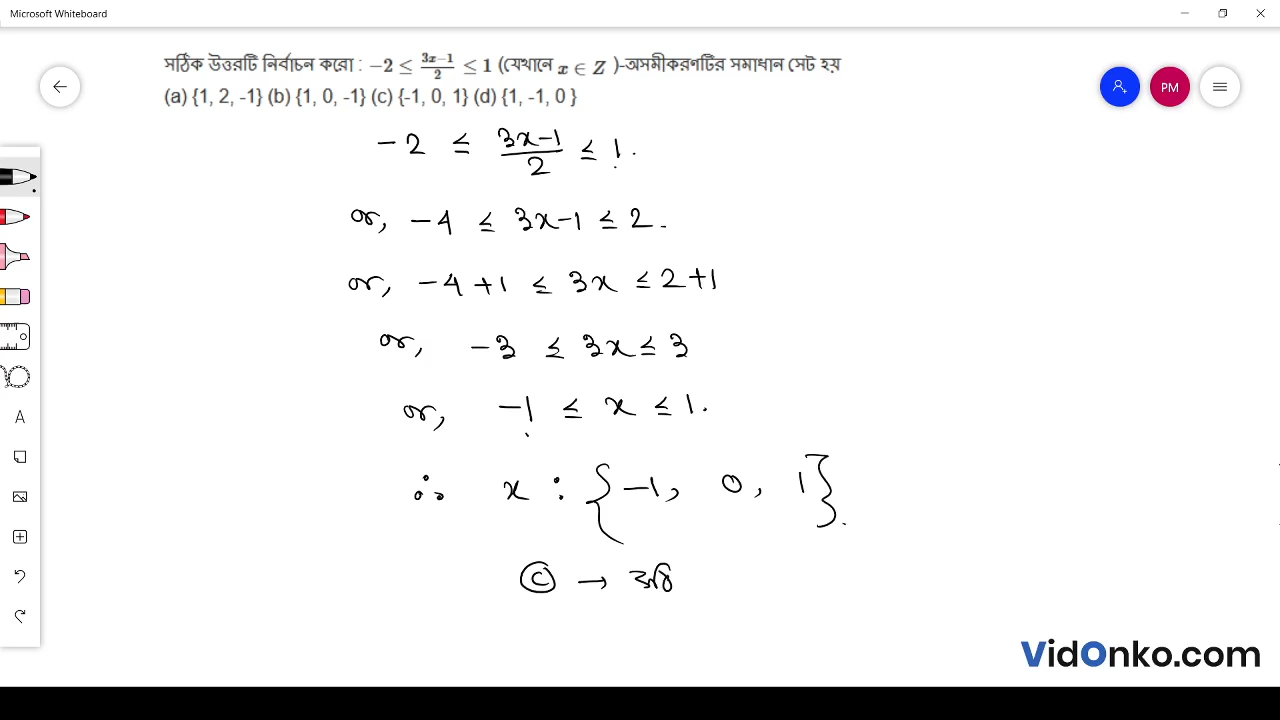 Microsoft Whiteboard
সঠিক উত্তরটি নির্বাচন করো : −2 ≤ (3x−1)/2 ≤ 1 (যেখানে x ∈ Z )-অসমীকরণটির সমাধান সেট হয়
(a) {1, 2, -1} (b) {1, 0, -1} (c) {-1, 0, 1} (d) {1, -1, 0 }
PM
−2 ≤ (3x−1)/2 ≤ 1.
or, −4 ≤ 3x−1 ≤ 2.
or, −4+1 ≤ 3x ≤ 2+1
or, −3 ≤ 3x ≤ 3
or, −1 ≤ x ≤ 1.
∴ x : {−1, 0, 1}.
A
ⓒ →
VidOnko.com